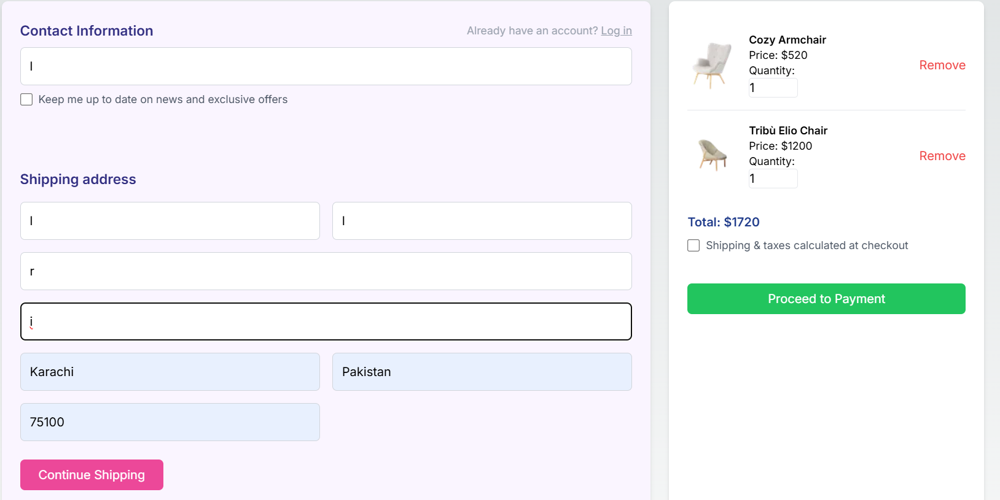 Contact Information
Already have an account? Log in
l
Keep me up to date on news and exclusive offers
Shipping address
l
l
r
i
Karachi
Pakistan
75100
Continue Shipping
Cozy Armchair
Price: $520
Quantity:
1
Remove
Tribù Elio Chair
Price: $1200
Quantity:
1
Remove
Total: $1720
Shipping & taxes calculated at checkout
Proceed to Payment